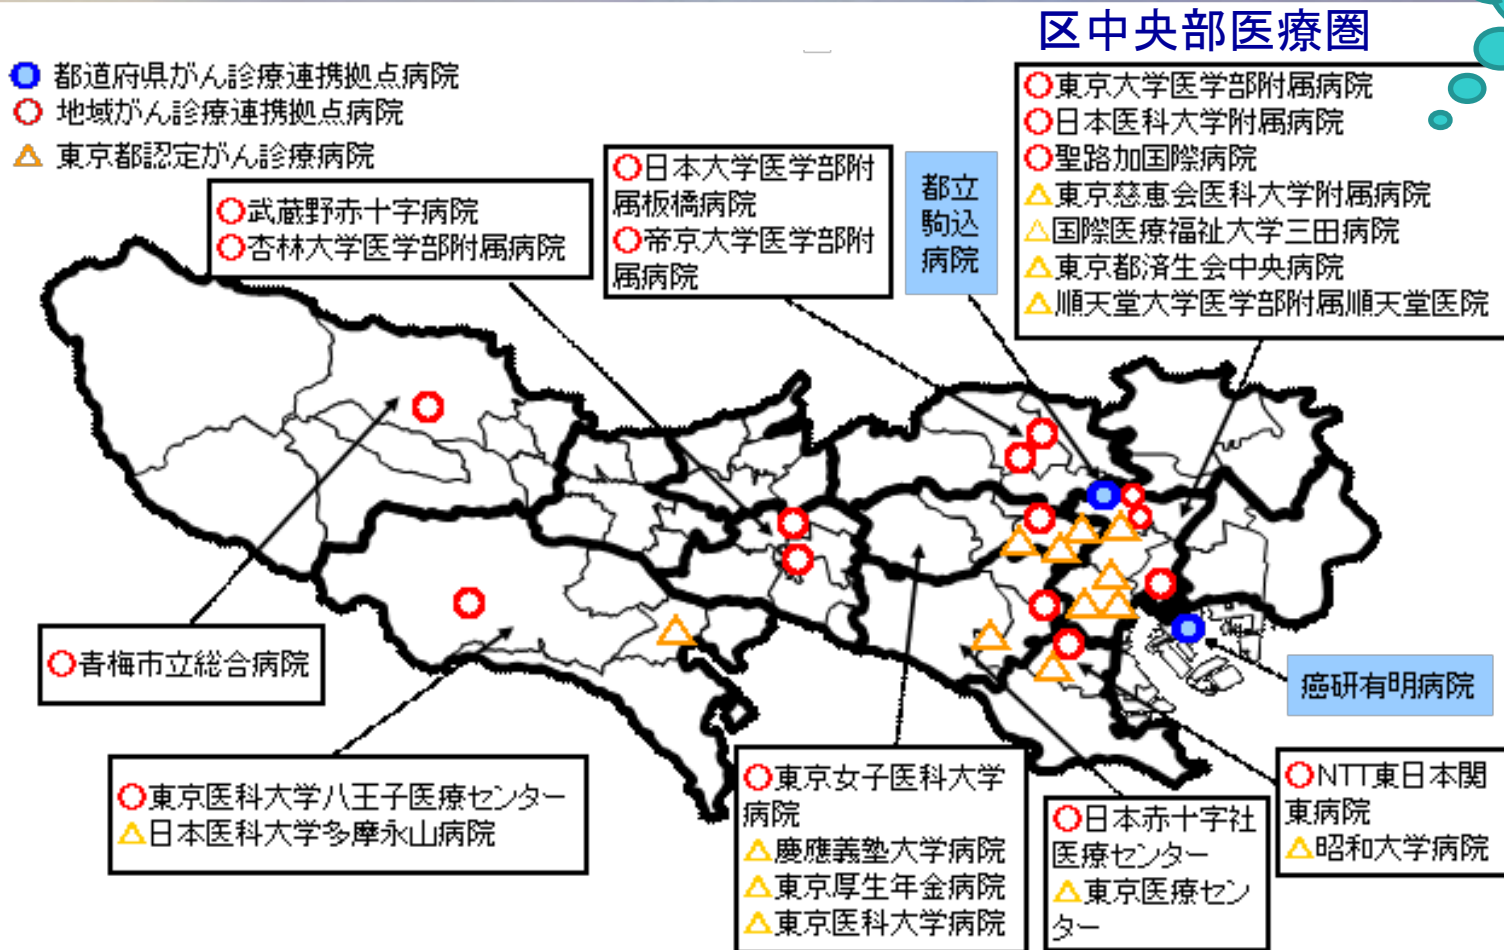 区中央部医療圏
都道府県がん診療連携拠点病院
地域がん診療連携拠点病院
東京都認定がん診療病院
武蔵野赤十字病院
杏林大学医学部附属病院
日本大学医学部附
属板橋病院
帝京大学医学部附
属病院
都立
駒込
病院
東京大学医学部附属病院
日本医科大学附属病院
聖路加国際病院
東京慈恵会医科大学附属病院
国際医療福祉大学三田病院
東京都済生会中央病院
順天堂大学医学部附属順天堂医院
青梅市立総合病院
癌研有明病院
東京医科大学八王子医療センター
日本医科大学多摩永山病院
東京女子医科大学
病院
慶應義塾大学病院
東京厚生年金病院
東京医科大学病院
日本赤十字社
医療センター
東京医療セン
ター
NTT東日本関
東病院
昭和大学病院